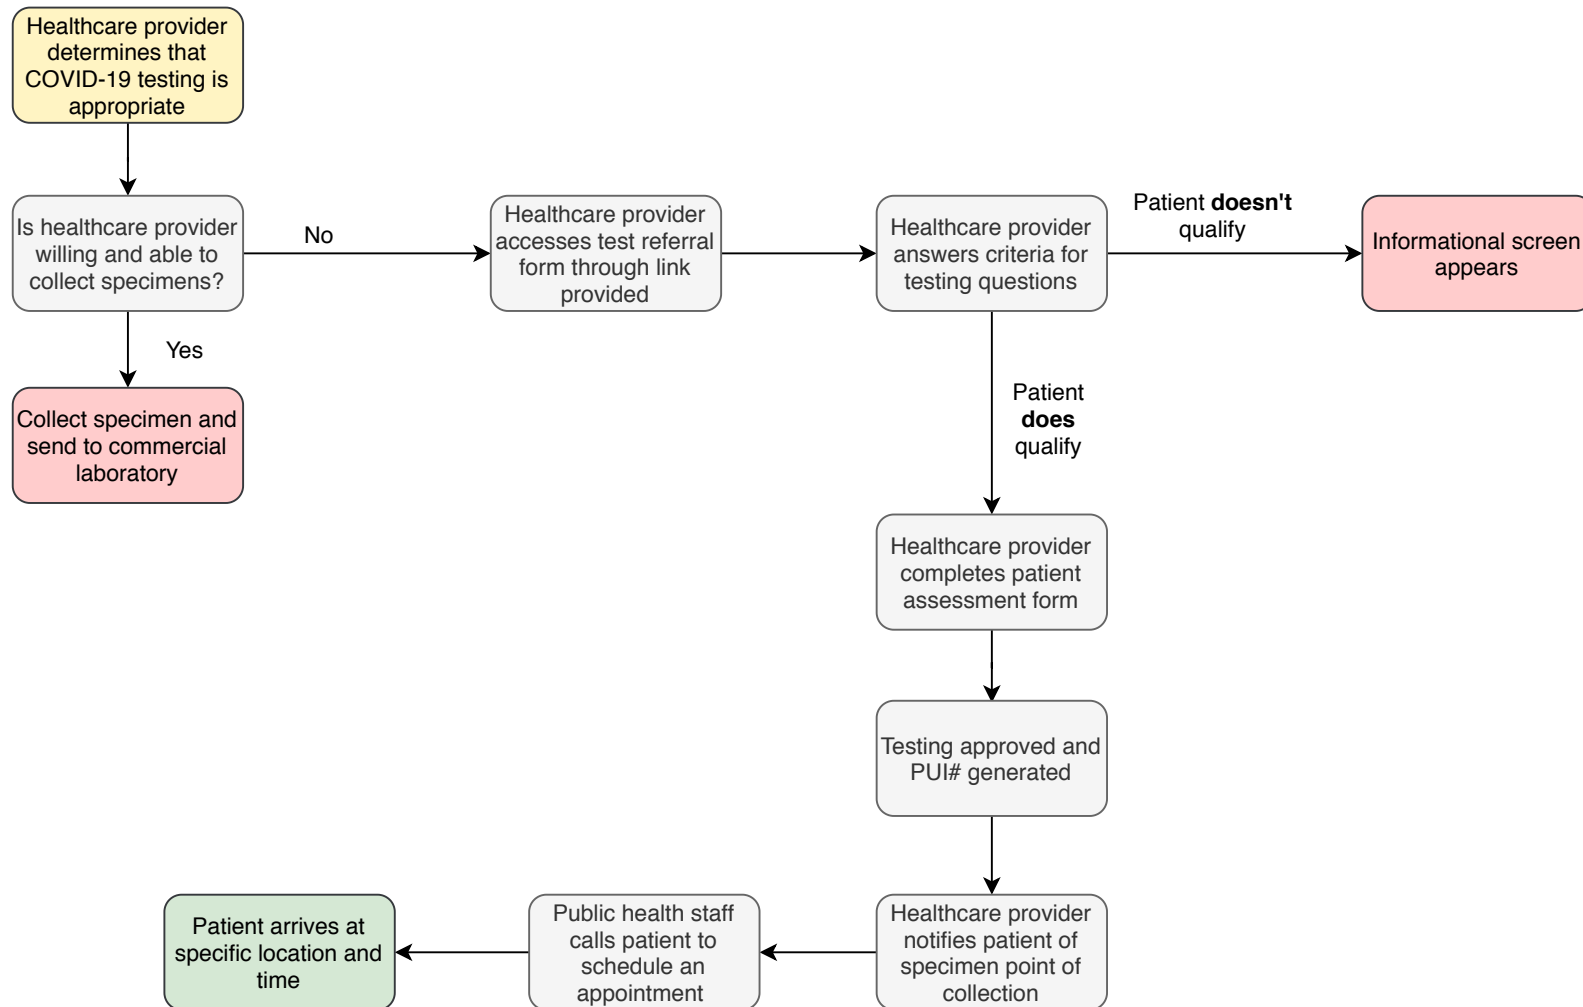 Healthcare provider
determines that
COVID-19 testing is
appropriate
Is healthcare provider
willing and able to
collect specimens?
No
Healthcare provider
accesses test referral
form through link
provided
Healthcare provider
answers criteria for
testing questions
Patient doesn't
qualify
Informational screen
appears
Yes
Collect specimen and
send to commercial
laboratory
Patient
does
qualify
Healthcare provider
completes patient
assessment form
Testing approved and
PUI# generated
Healthcare provider
notifies patient of
specimen point of
collection
Public health staff
calls patient to
schedule an
appointment
Patient arrives at
specific location and
time